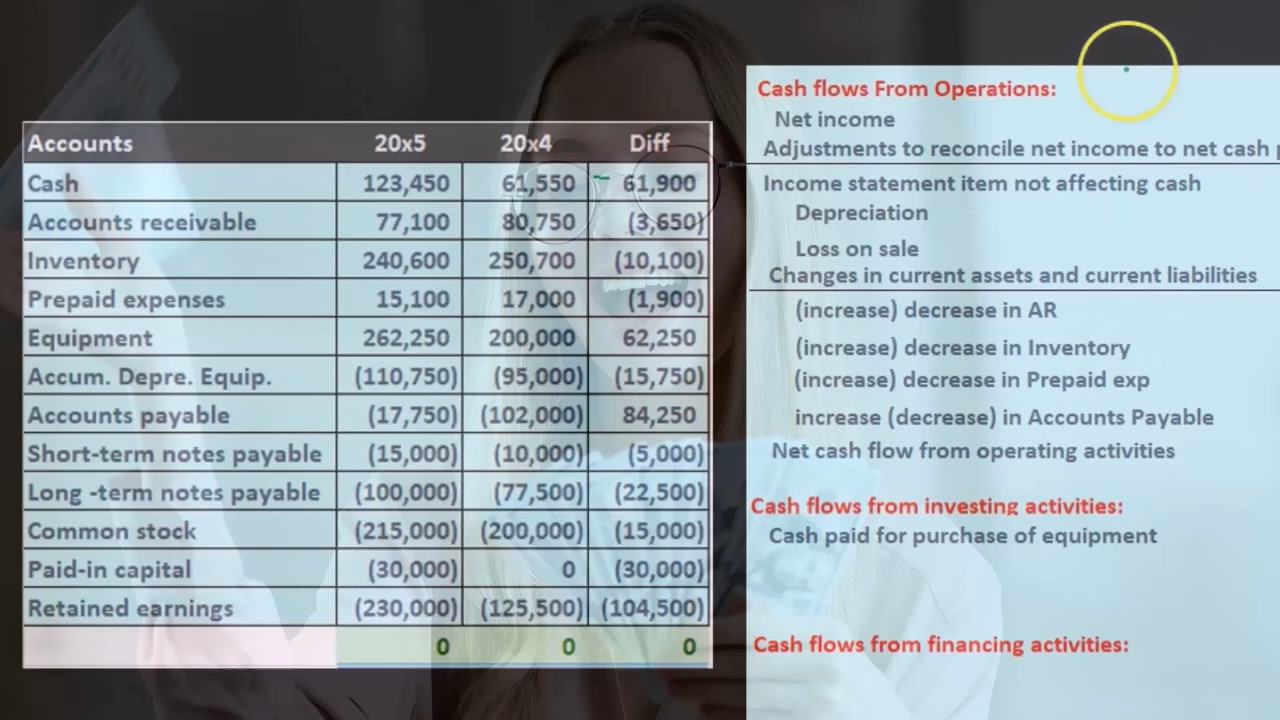 Accounts 20x5 20x4 Diff
Cash 123,450 61,550 61,900
Accounts receivable 77,100 80,750 (3,650)
Inventory 240,600 250,700 (10,100)
Prepaid expenses 15,100 17,000 (1,900)
Equipment 262,250 200,000 62,250
Accum. Depre. Equip. (110,750) (95,000) (15,750)
Accounts payable (17,750) (102,000) 84,250
Short-term notes payable (15,000) (10,000) (5,000)
Long -term notes payable (100,000) (77,500) (22,500)
Common stock (215,000) (200,000) (15,000)
Paid-in capital (30,000) 0 (30,000)
Retained earnings (230,000) (125,500) (104,500)
0 0 0
Cash flows From Operations:
Net income
Adjustments to reconcile net income to net cash
Income statement item not affecting cash
Depreciation
Loss on sale
Changes in current assets and current liabilities
(increase) decrease in AR
(increase) decrease in Inventory
(increase) decrease in Prepaid exp
increase (decrease) in Accounts Payable
Net cash flow from operating activities
Cash flows from investing activities:
Cash paid for purchase of equipment
Cash flows from financing activities: